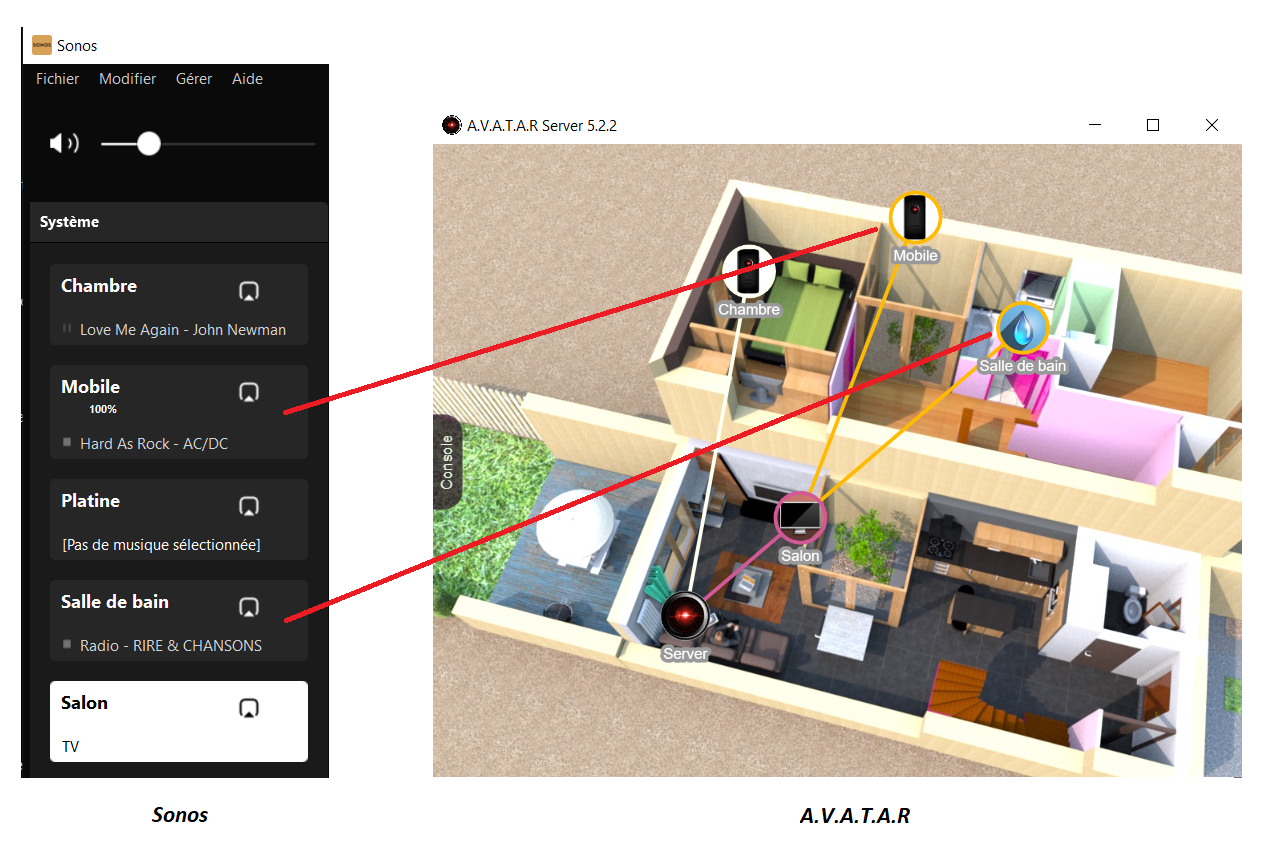 SONOS Sonos
Fichier Modifier Gérer Aide
Système
Chambre
Love Me Again - John Newman
Mobile
100%
Hard As Rock - AC/DC
Platine
[Pas de musique sélectionnée]
Salle de bain
Radio - RIRE & CHANSONS
Salon
TV
Sonos
A.V.A.T.A.R Server 5.2.2
Mobile
Chambre
Salle de bain
Console
Salon
Server
A.V.A.T.A.R